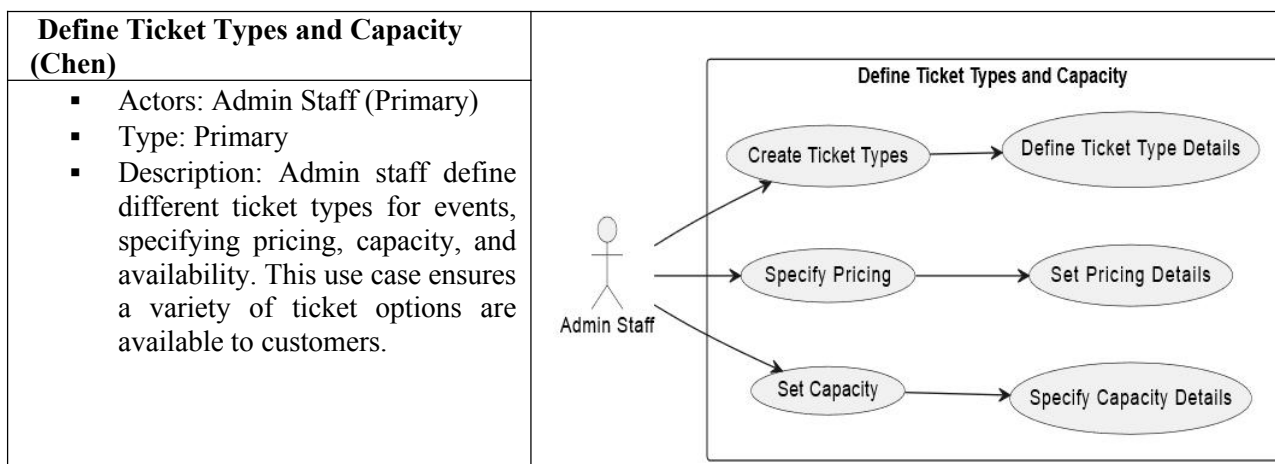 Define Ticket Types and Capacity
(Chen)
▪ Actors: Admin Staff (Primary)
▪ Type: Primary
▪ Description: Admin staff define
different ticket types for events,
specifying pricing, capacity, and
availability. This use case ensures
a variety of ticket options are
available to customers.
Define Ticket Types and Capacity
Create Ticket Types
Define Ticket Type Details
Specify Pricing
Set Pricing Details
Admin Staff
Set Capacity
Specify Capacity Details